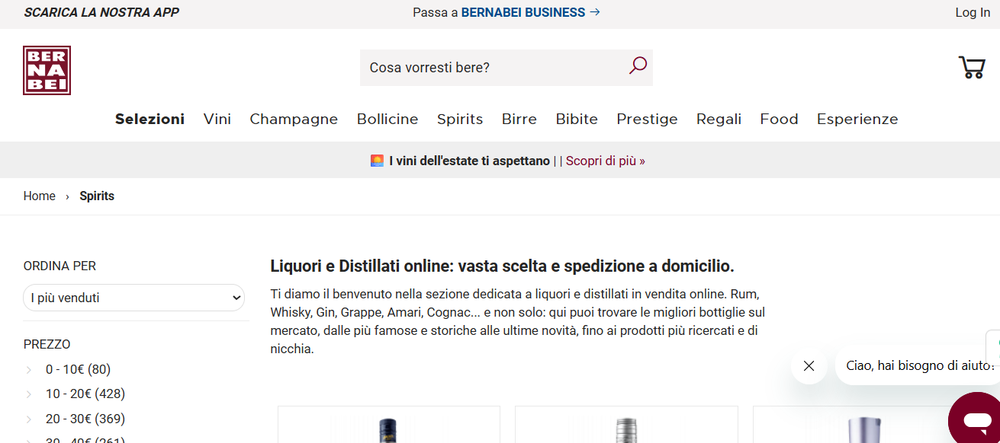 SCARICA LA NOSTRA APP
Passa a BERNABEI BUSINESS →
Log In
BER
NA
BEI
Cosa vorresti bere?
Selezioni Vini Champagne Bollicine Spirits Birre Bibite Prestige Regali Food Esperienze
I vini dell'estate ti aspettano | | Scopri di più »
Home › Spirits
ORDINA PER
I più venduti
PREZZO
0 - 10€ (80)
10 - 20€ (428)
20 - 30€ (369)
30 - 40€ (261)
Liquori e Distillati online: vasta scelta e spedizione a domicilio.
Ti diamo il benvenuto nella sezione dedicata a liquori e distillati in vendita online. Rum,
Whisky, Gin, Grappe, Amari, Cognac... e non solo: qui puoi trovare le migliori bottiglie sul
mercato, dalle più famose e storiche alle ultime novità, fino ai prodotti più ricercati e di
nicchia.
Ciao, hai bisogno di aiuto?